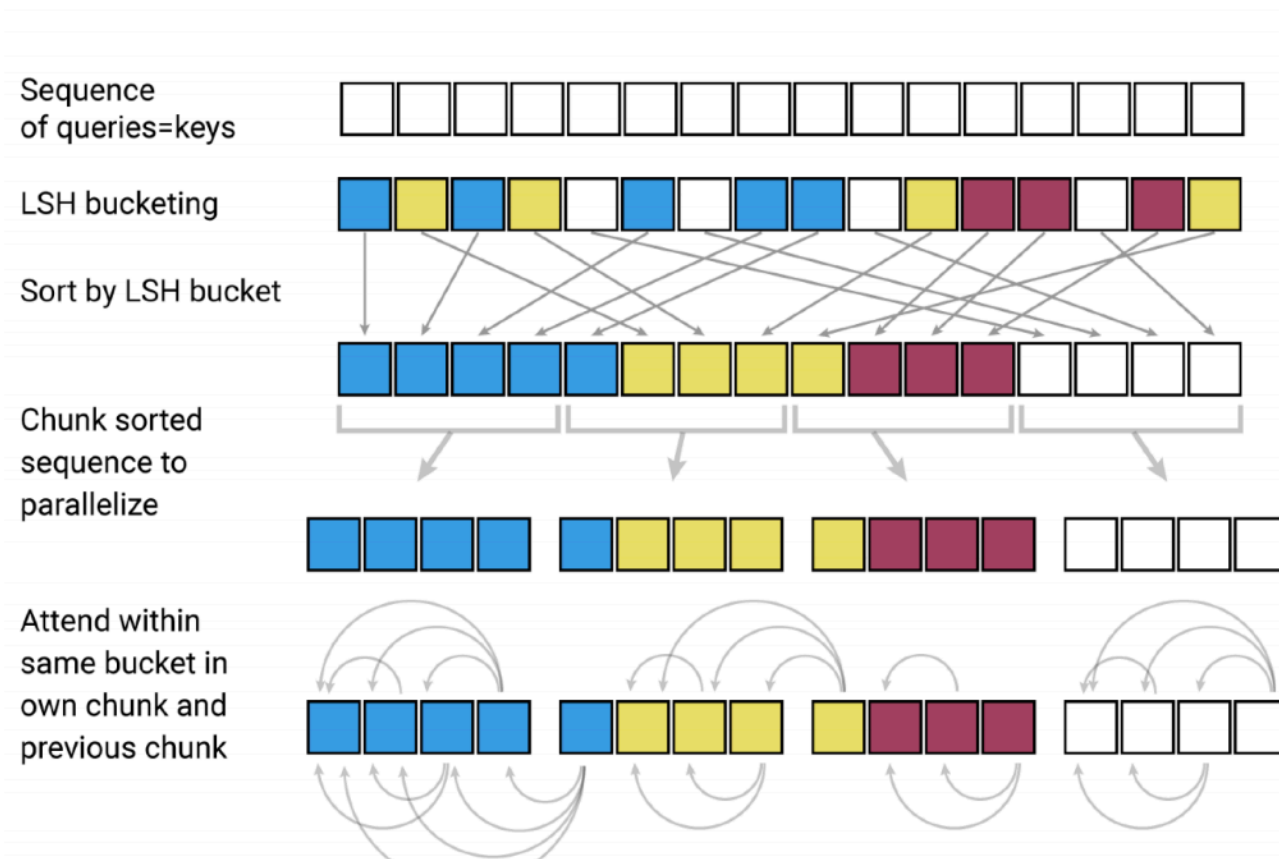 Sequence
of queries=keys
LSH bucketing
Sort by LSH bucket
Chunk sorted
sequence to
parallelize
Attend within
same bucket in
own chunk and
previous chunk